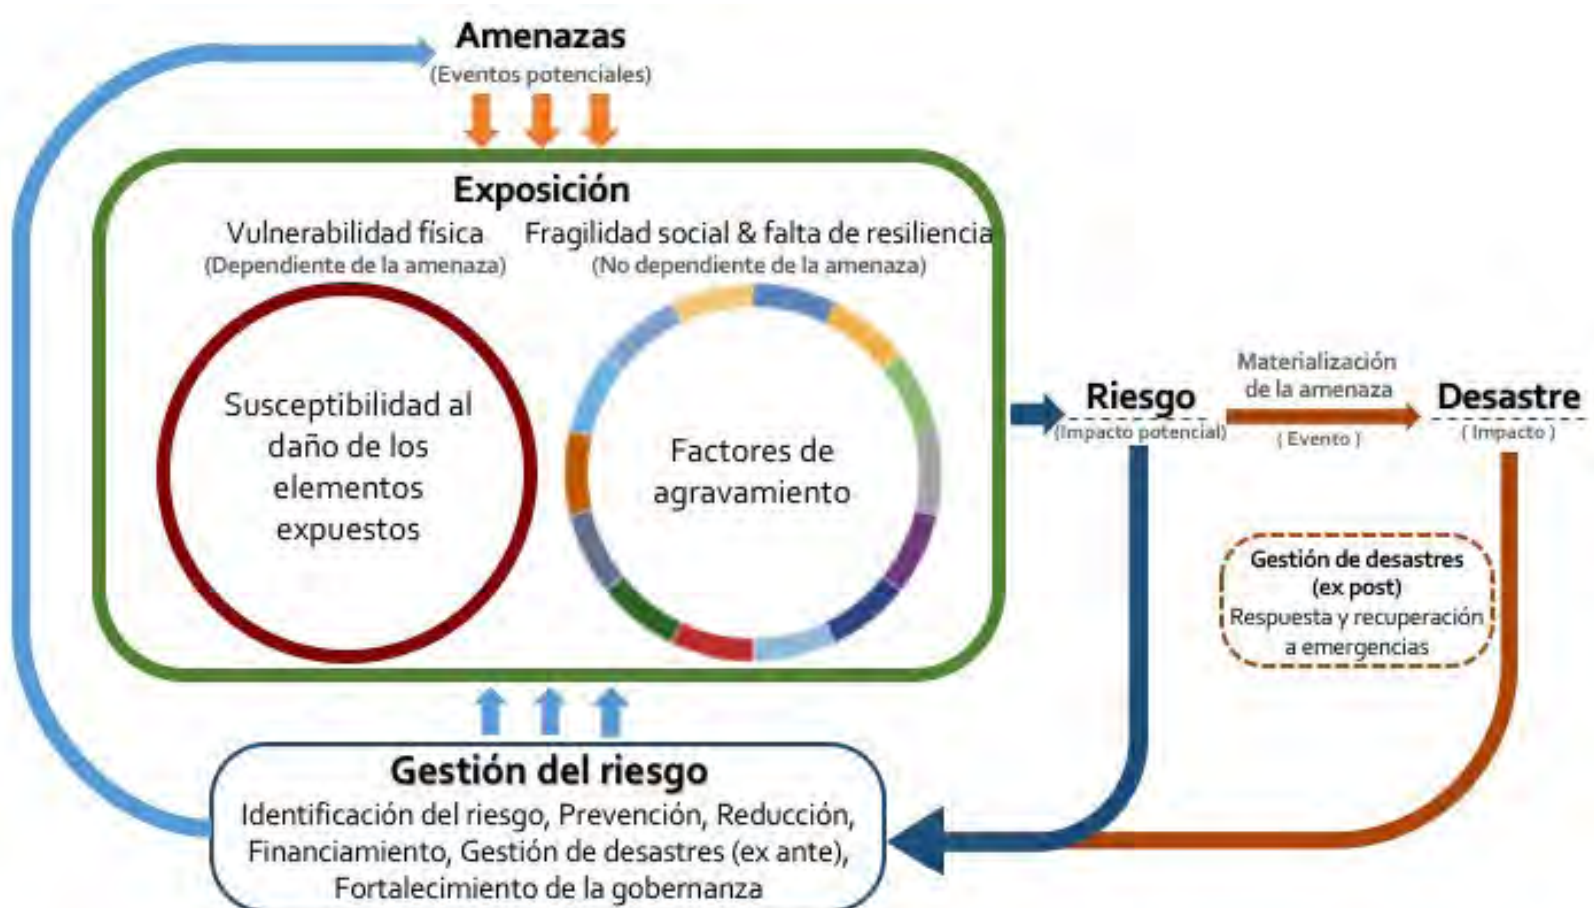 Amenazas
(Eventos potenciales)
Exposición
Vulnerabilidad física
(Dependiente de la amenaza)
Fragilidad social & falta de resiliencia
(No dependiente de la amenaza)
Susceptibilidad al
daño de los
elementos
expuestos
Factores de
agravamiento
Riesgo
(Impacto potencial)
Materialización
de la amenaza
( Evento )
Desastre
( Impacto )
Gestión de desastres
(ex post)
Respuesta y recuperación
a emergencias
Gestión del riesgo
Identificación del riesgo, Prevención, Reducción,
Financiamiento, Gestión de desastres (ex ante),
Fortalecimiento de la gobernanza